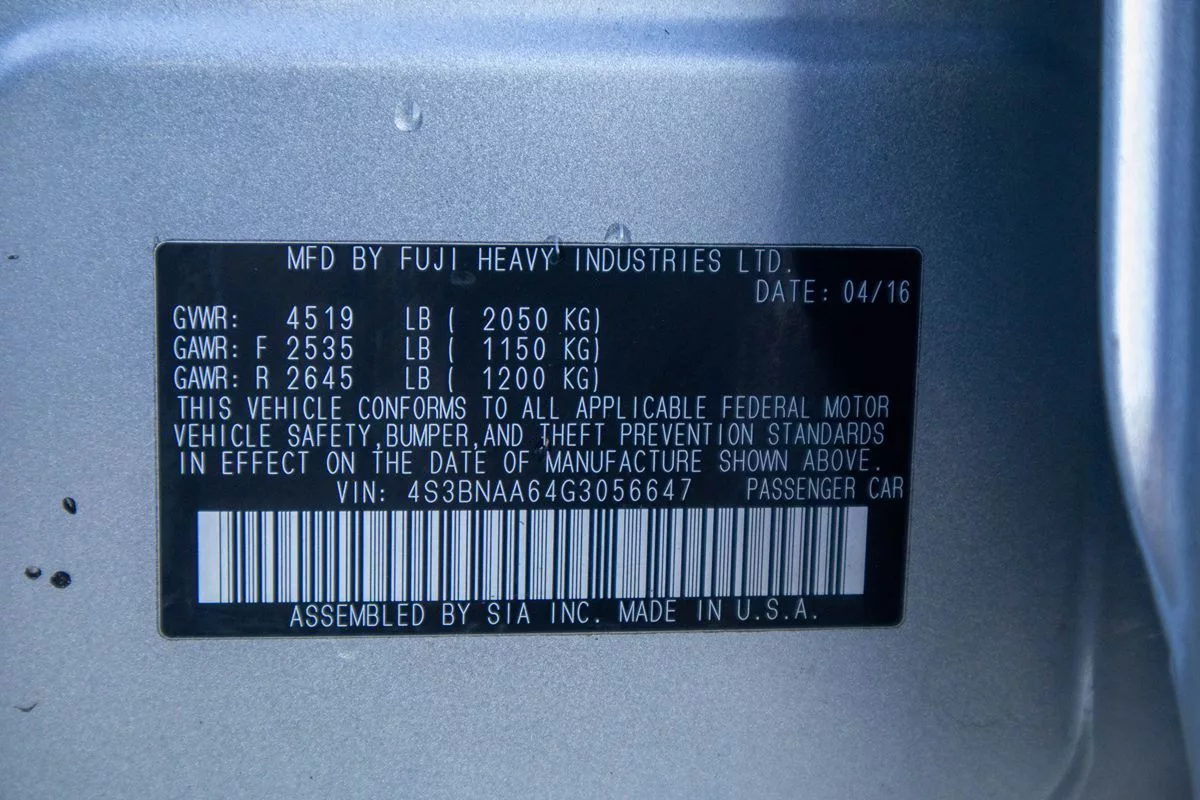 MFD BY FUJI HEAVY INDUSTRIES LTD.
DATE: 04/16
GVWR: 4519 LB ( 2050 KG)
GAWR: F 2535 LB ( 1150 KG)
GAWR: R 2645 LB ( 1200 KG)
THIS VEHICLE CONFORMS TO ALL APPLICABLE FEDERAL MOTOR
VEHICLE SAFETY,BUMPER,AND THEFT PREVENTION STANDARDS
IN EFFECT ON THE DATE OF MANUFACTURE SHOWN ABOVE.
VIN: 4S3BNAA64G3056647 PASSENGER CAR
ASSEMBLED BY SIA INC. MADE IN U.S.A.